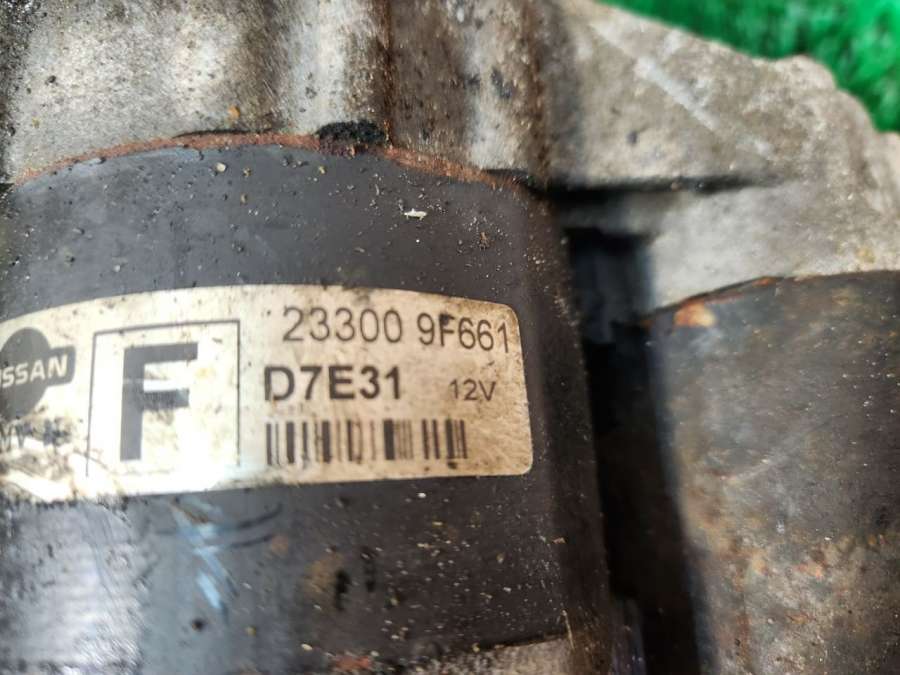 23300 9F661
NISSAN
F
D7E31 12V